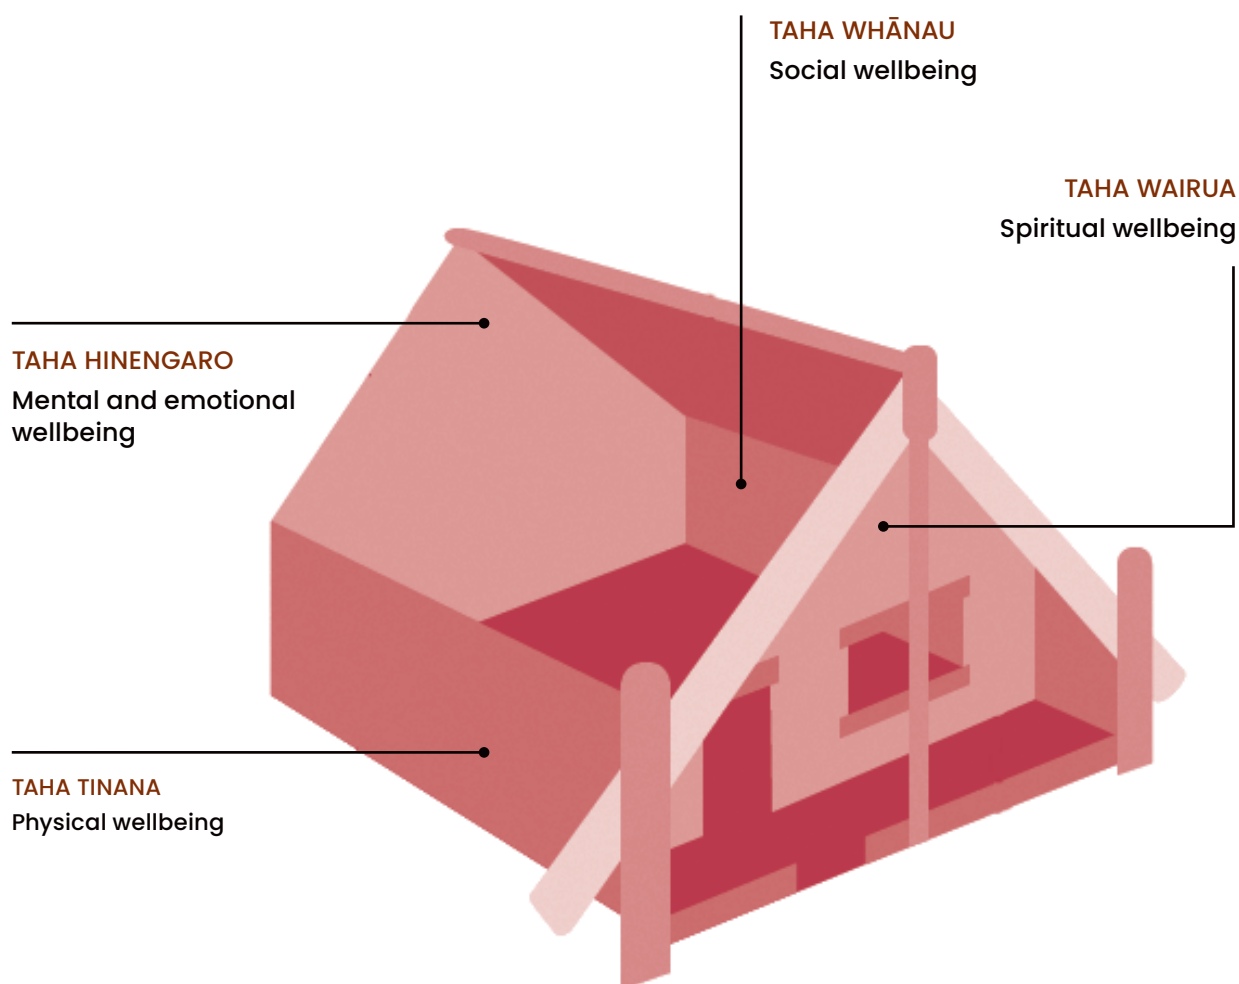 TAHA WHĀNAU
Social wellbeing
TAHA WAIRUA
Spiritual wellbeing
TAHA HINENGARO
Mental and emotional
wellbeing
TAHA TINANA
Physical wellbeing